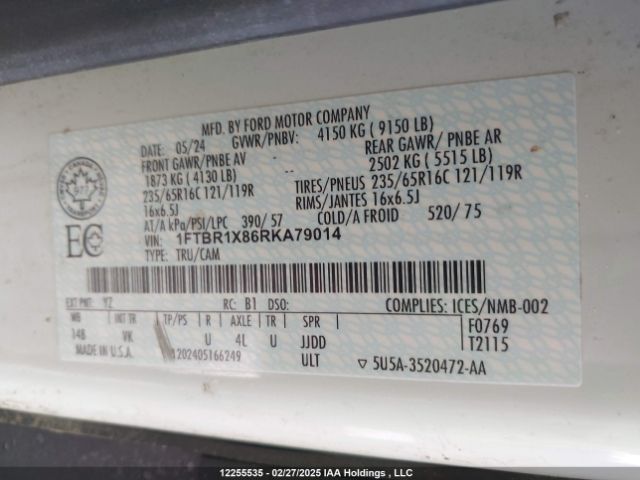 MFD. BY FORD MOTOR COMPANY
DATE: 05/24 GVWR/PNBV: 4150 KG ( 9150 LB)
FRONT GAWR/PNBE AV REAR GAWR/ PNBE AR
1873 KG ( 4130 LB) 2502 KG ( 5515 LB)
235/65R16C 121/119R TIRES/PNEUS 235/65R16C 121/119R
16x6.5J RIMS/JANTES 16x6.5J
AT/A kPa/PSI/LPC 390/ 57 COLD/A FROID 520/ 75
EC
VIN: 1FTBR1X86RKA79014
TYPE: TRU/CAM
EXT PNT: YZ RC: B1 DSO: COMPLIES: ICES/NMB-002
WB INT TR TP/PS R AXLE TR SPR F0769
148 VK U 4L U JJDD T2115
MADE IN U.S.A. 202405166249 ULT ▽ 5U5A-3520472-AA
12255535 - 02/27/2025 IAA Holdings , LLC